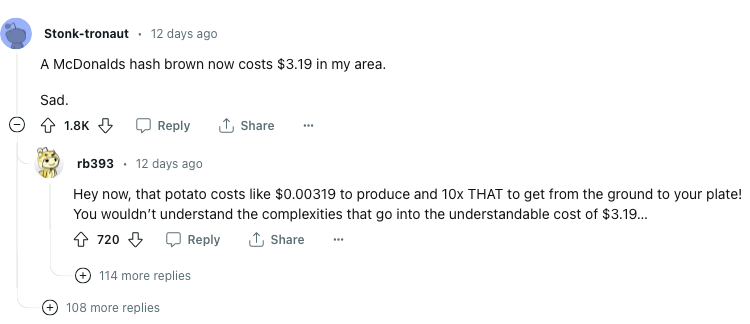 Stonk-tronaut · 12 days ago
A McDonalds hash brown now costs $3.19 in my area.
Sad.
1.8K Reply Share ...
rb393 · 12 days ago
Hey now, that potato costs like $0.00319 to produce and 10x THAT to get from the ground to your plate!
You wouldn’t understand the complexities that go into the understandable cost of $3.19...
720 Reply Share ...
114 more replies
108 more replies